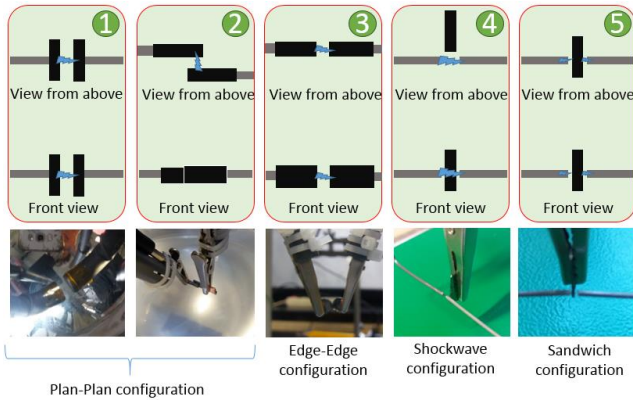 1
2
3
4
5
View from above
View from above
View from above
View from above
View from above
Front view
Front view
Front view
Front view
Front view
Plan-Plan configuration
Edge-Edge
configuration
Shockwave
configuration
Sandwich
configuration